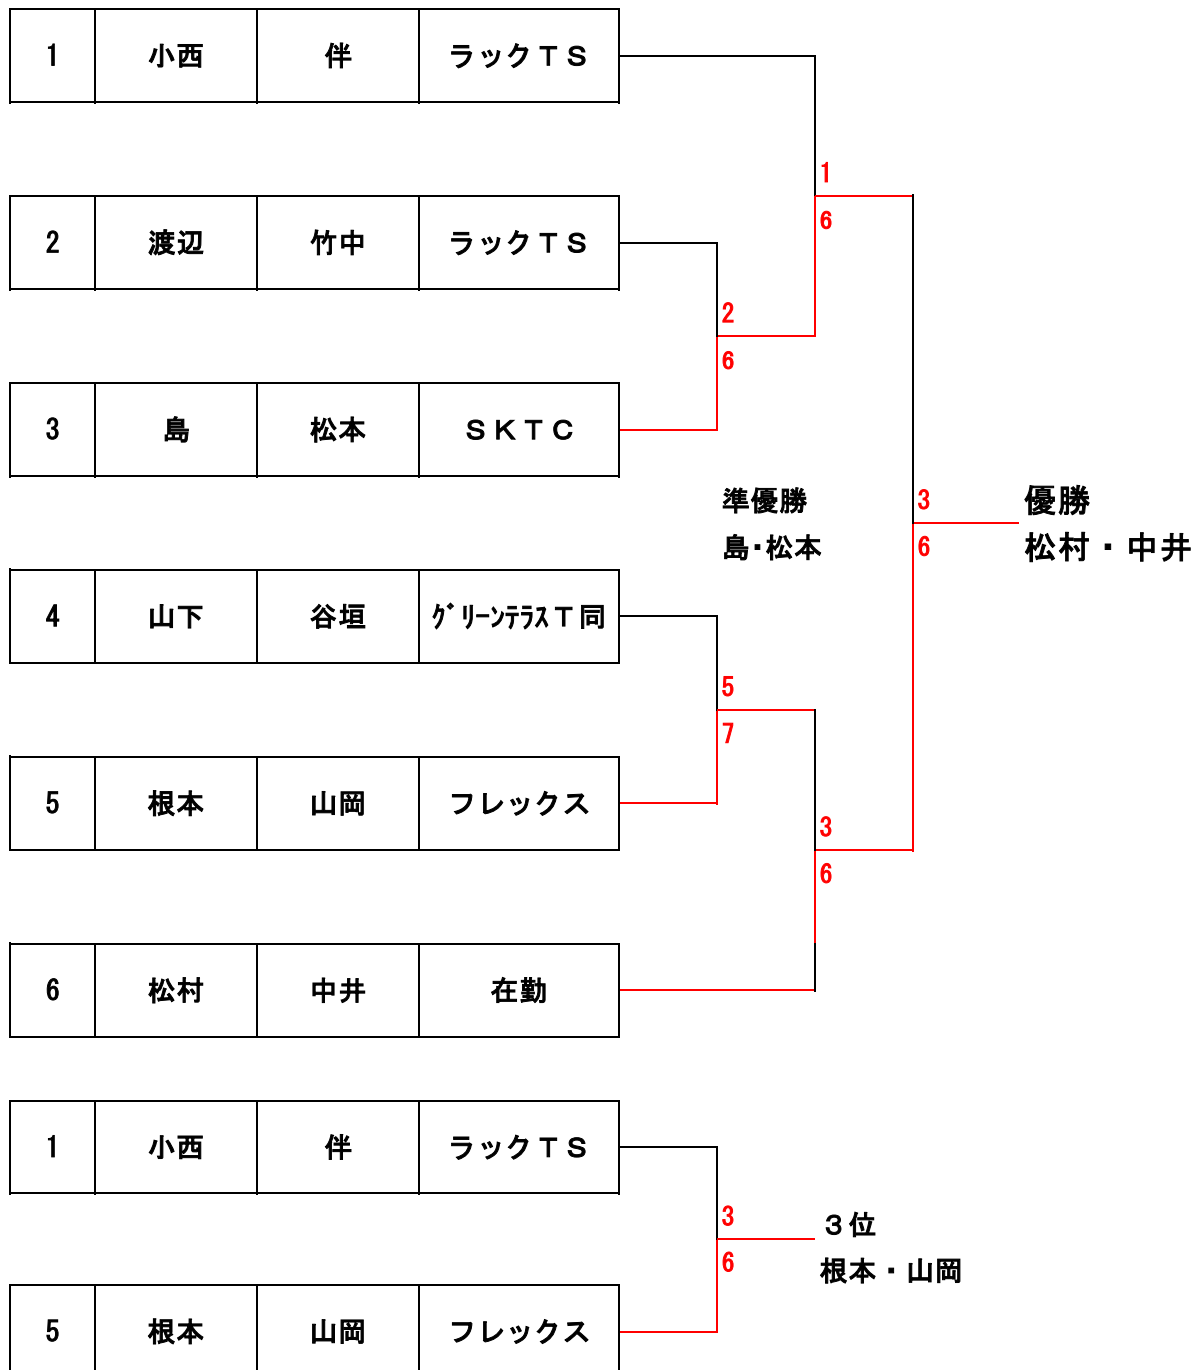 1 小西 伴 ラックＴＳ
1
6
2 渡辺 竹中 ラックＴＳ
2
6
3 島 松本 ＳＫＴＣ
準優勝
島・松本
3
6
優勝
松村・中井
4 山下 谷垣 ｸﾞﾘｰﾝﾃﾗｽＴ同
5
7
5 根本 山岡 フレックス
3
6
6 松村 中井 在勤
1 小西 伴 ラックＴＳ
3
6
３位
根本・山岡
5 根本 山岡 フレックス